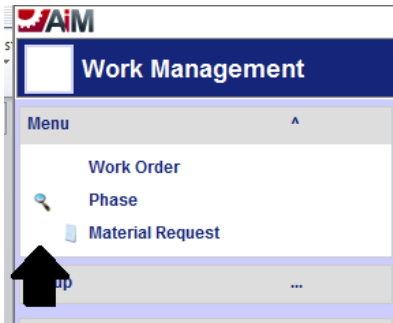 AiM
Work Management
Menu ^
Work Order
Phase
Material Request
...